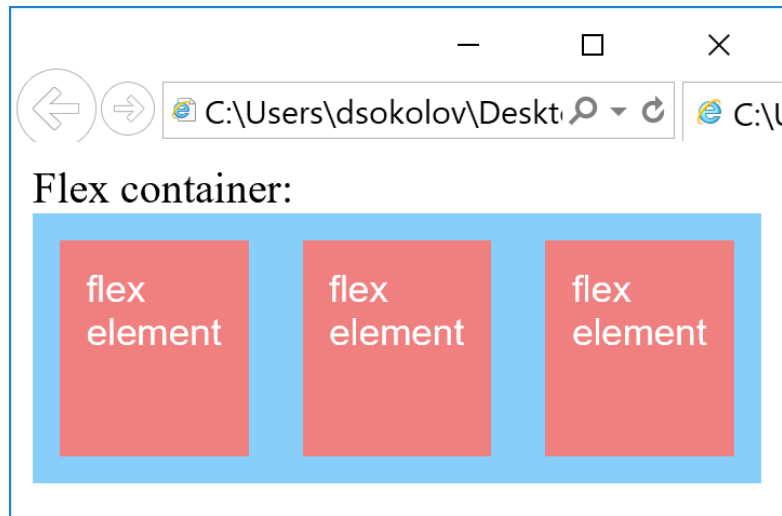 C:\Users\dsokolov\Deskt
C:\
Flex container:
flex
element
flex
element
flex
element